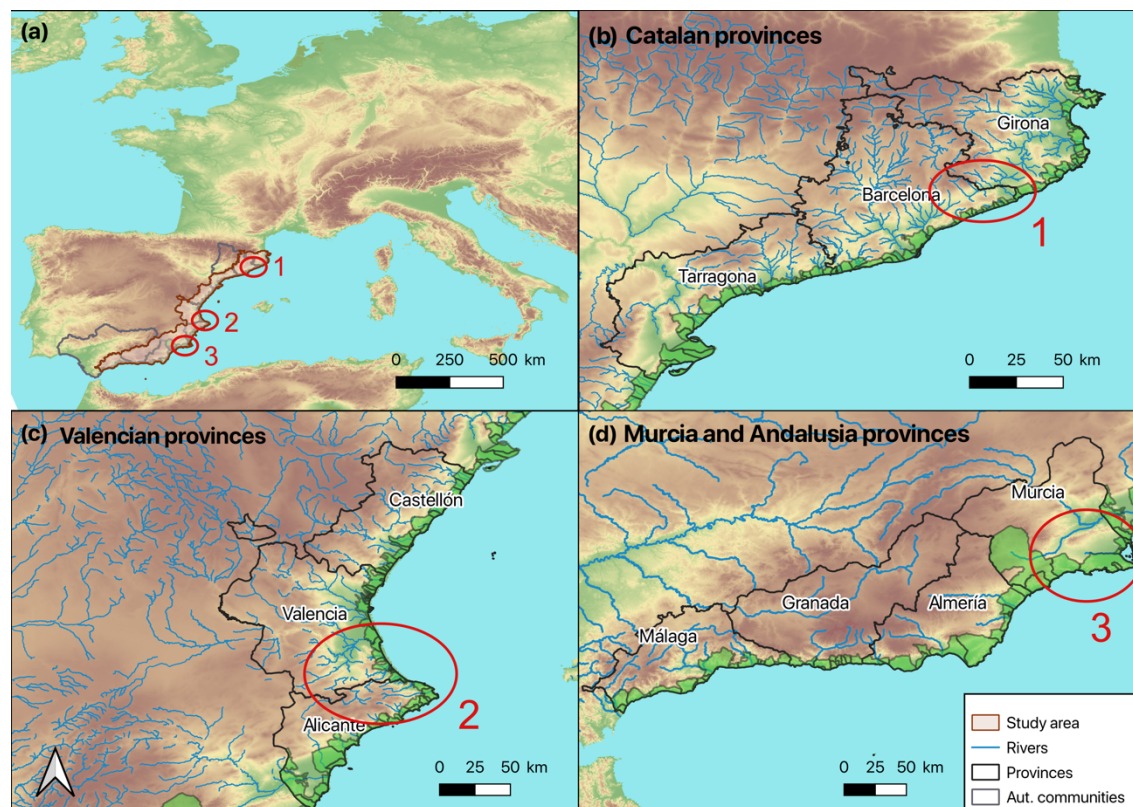 (a)
1
2
3
0 250 500 km
(b) Catalan provinces
Girona
Barcelona
1
Tarragona
0 25 50 km
(c) Valencian provinces
Castellón
Valencia
2
Alicante
0 25 50 km
(d) Murcia and Andalusia provinces
Murcia
Granada
Almería
3
Málaga
0 25 50 km
Study area
Rivers
Provinces
Aut. communities